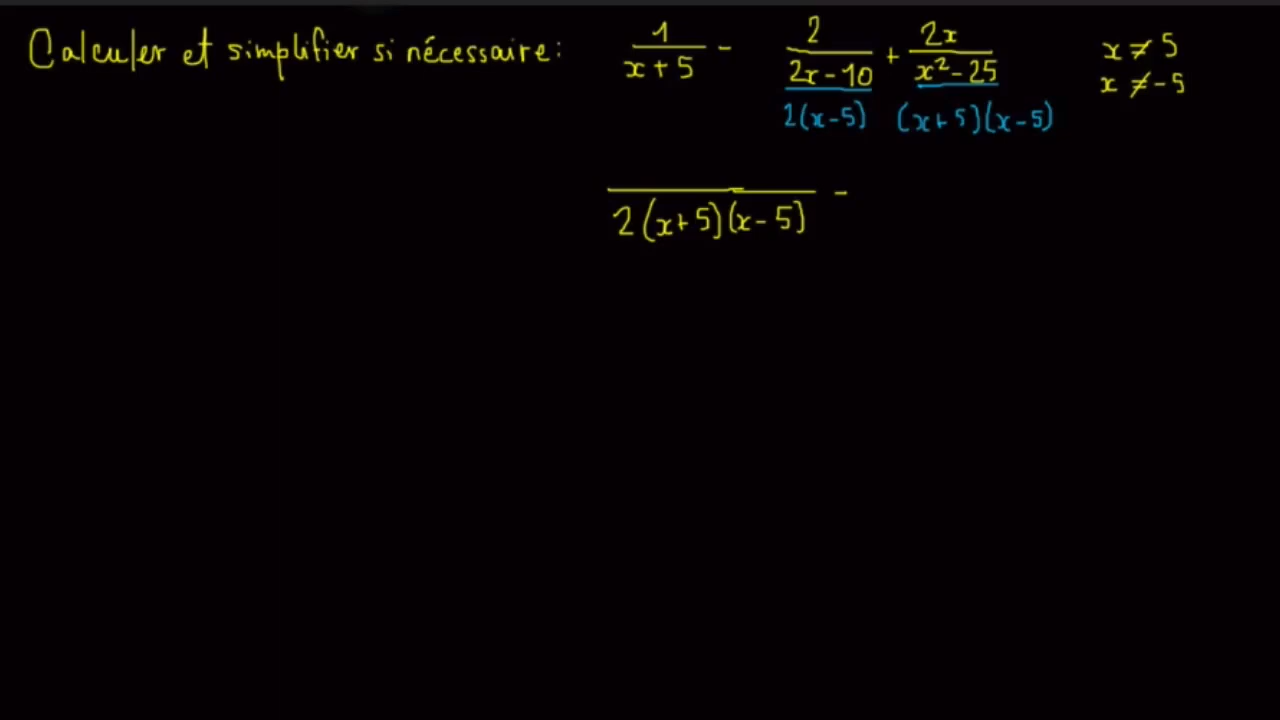 Calculer et simplifier si nécessaire: 1/(x+5) - 2/(2x-10) + 2x/(x²-25) x ≠ 5
x ≠ -5
2(x-5) (x+5)(x-5)
/(2(x+5)(x-5)) -